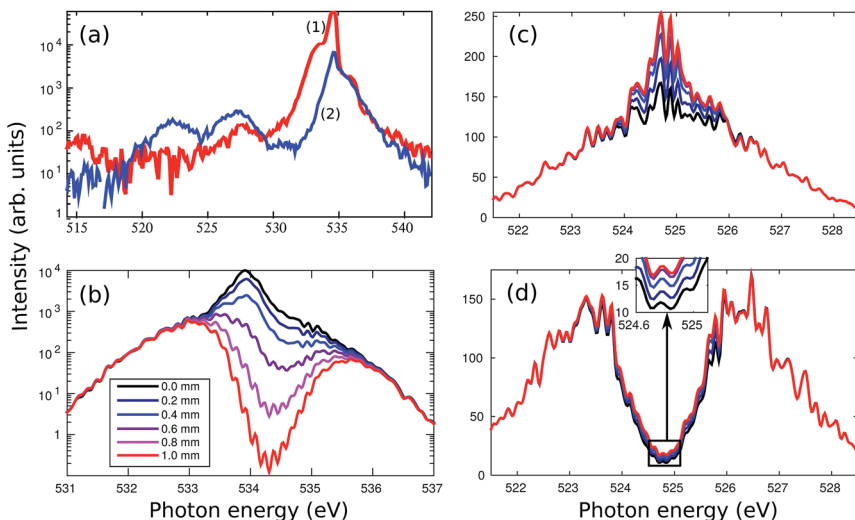 (a)
(1)
(2)
10^4
10^3
10^2
10^1
1
515 520 525 530 535 540
(c)
250
200
150
100
50
0
522 523 524 525 526 527 528
Intensity (arb. units)
(b)
10^4
10^3
10^2
10^1
1
0.0 mm
0.2 mm
0.4 mm
0.6 mm
0.8 mm
1.0 mm
531 532 533 534 535 536 537
Photon energy (eV)
(d)
20
15
10
524.6 525
150
100
50
0
522 523 524 525 526 527 528
Photon energy (eV)